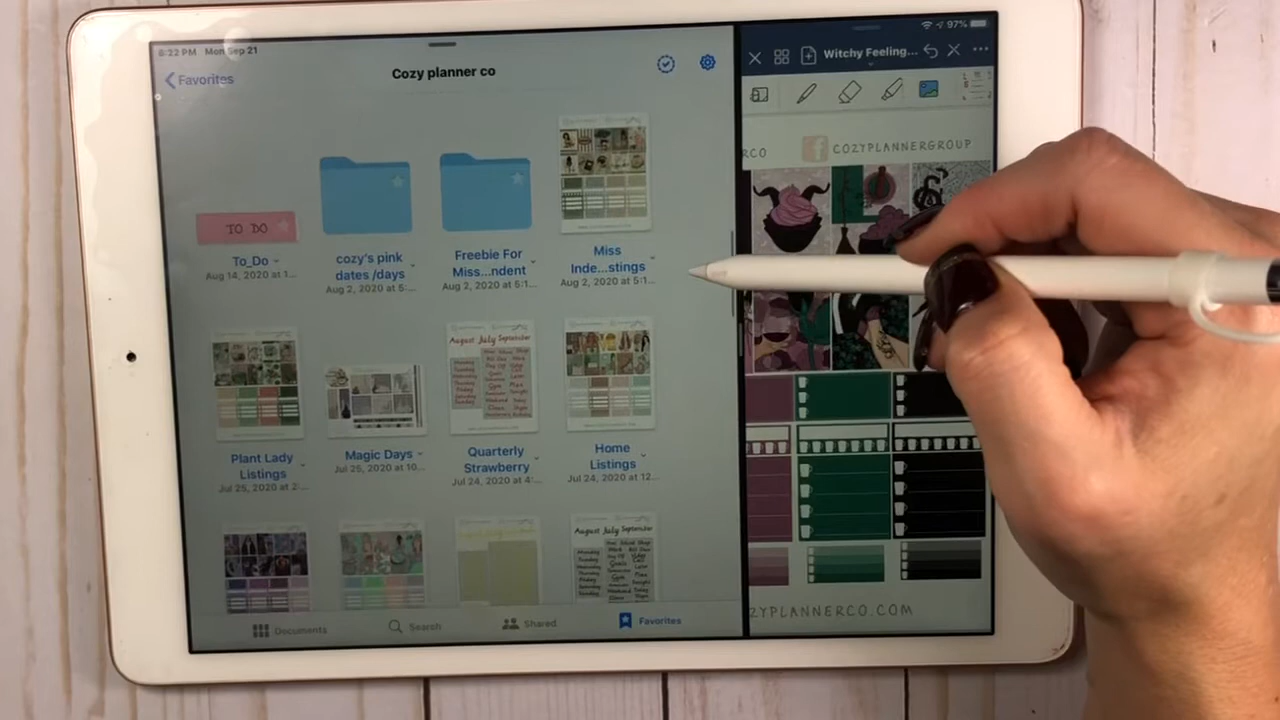 8:22 PM Mon Sep 21
97%
Favorites
Cozy planner co
Witchy Feeling...
RCO
COZYPLANNERGROUP
TO DO
To_Do
Aug 14, 2020 at 1...
cozy's pink
dates /days
Aug 2, 2020 at 5:...
Freebie For
Miss...ndent
Aug 2, 2020 at 5:1...
Miss
Inde...stings
Aug 2, 2020 at 5:1...
August July September
Plant Lady
Listings
Jul 25, 2020 at 2:...
Magic Days
Jul 25, 2020 at 10...
Quarterly
Strawberry
Jul 24, 2020 at 4:...
Home
Listings
Jul 24, 2020 at 12...
August July September
ZYPLANNERCO.COM
Documents
Search
Shared
Favorites